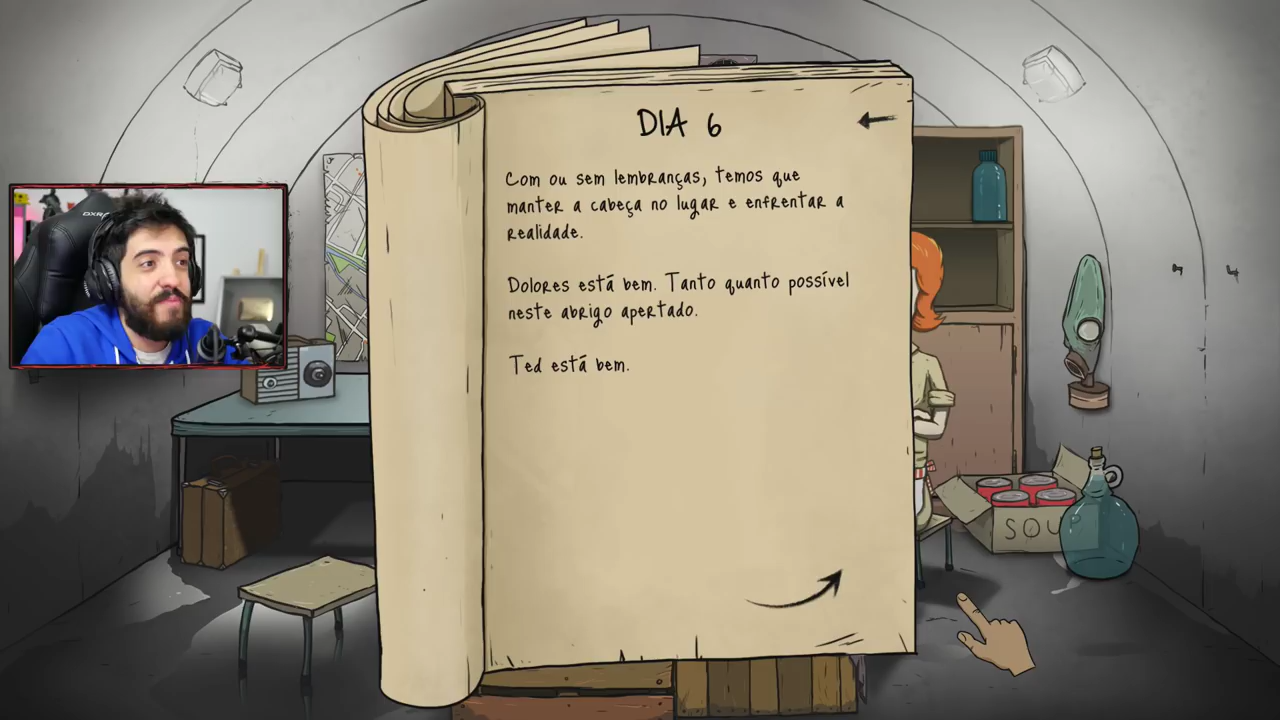 DIA 6
Com ou sem lembranças, temos que
manter a cabeça no lugar e enfrentar a
realidade.
Dolores está bem. Tanto quanto possível
neste abrigo apertado.
Ted está bem.
SOUP